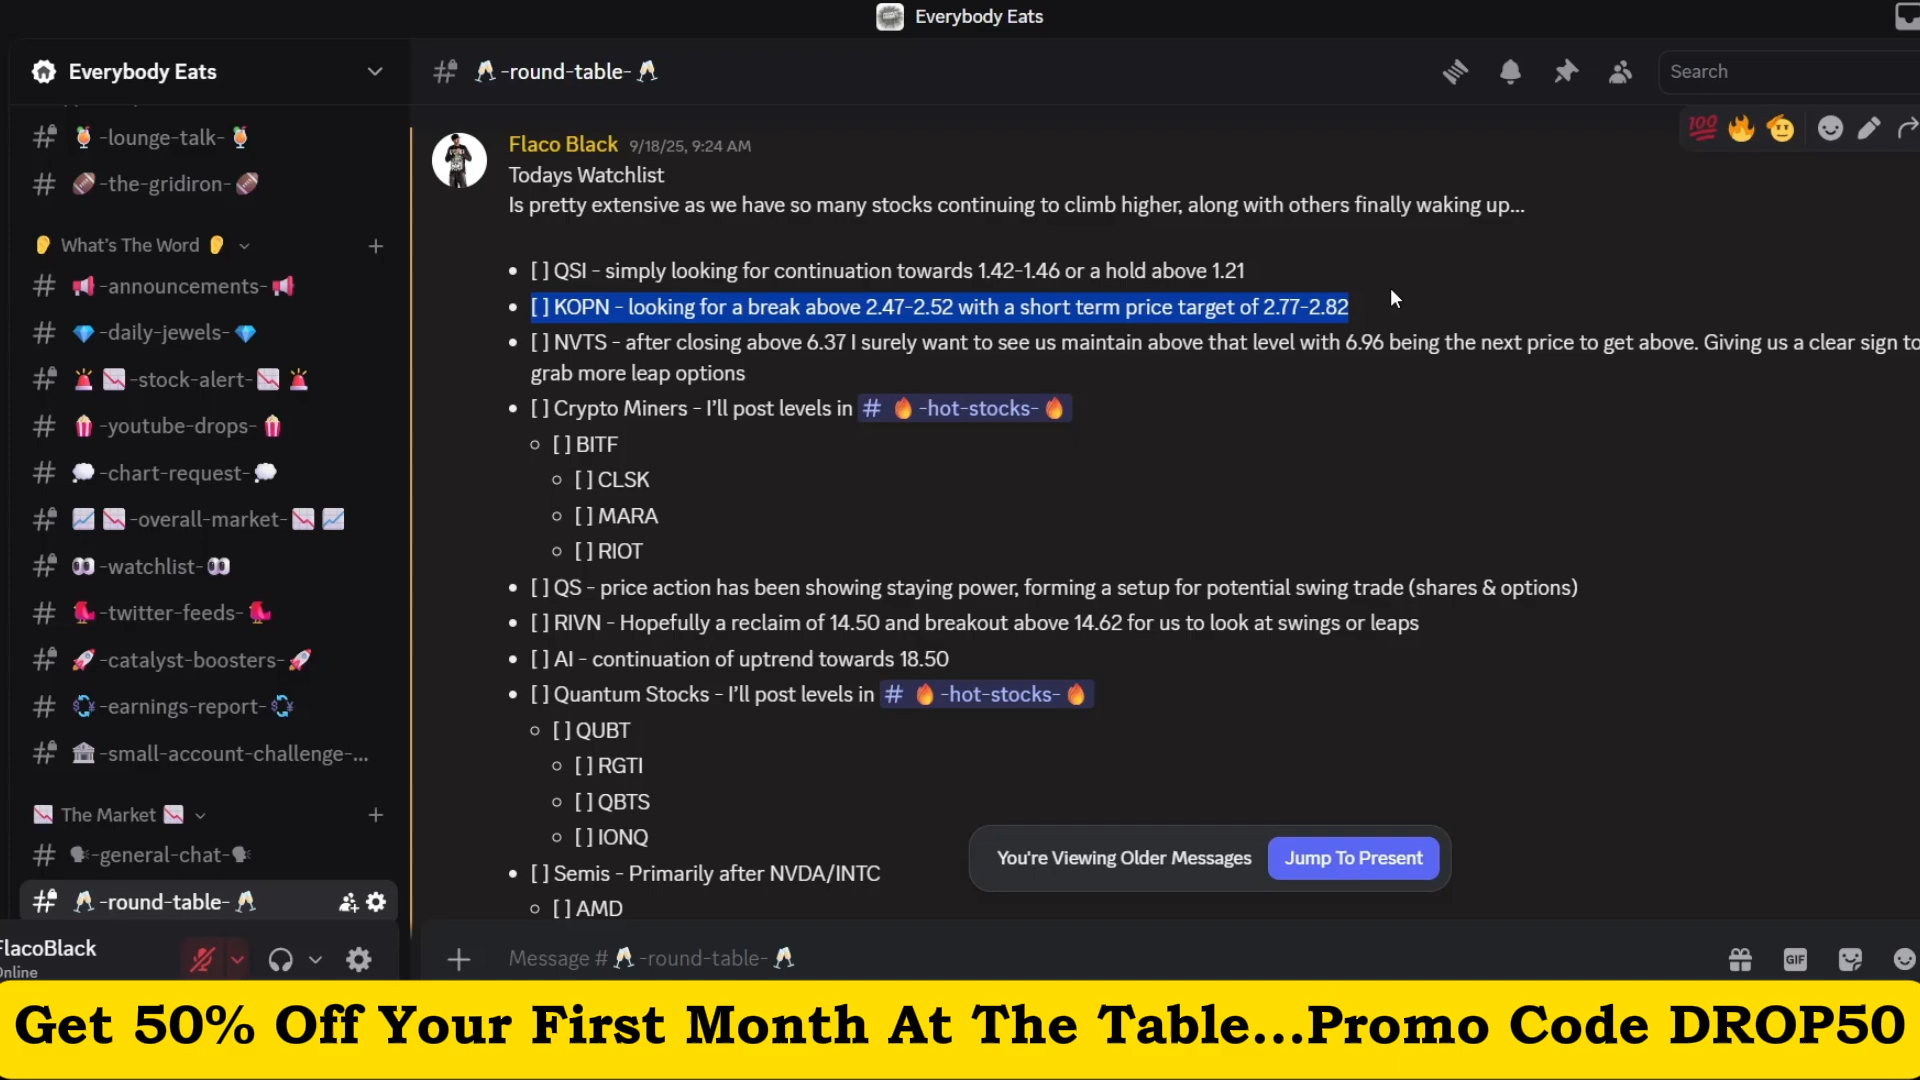 Everybody Eats
Everybody Eats
🥂-round-table-🥂
Search
🍹-lounge-talk-🍹
🏈-the-gridiron-🏈
👂 What's The Word 👂
📢-announcements-📢
💎-daily-jewels-💎
🚨📉-stock-alert-📉🚨
🍿-youtube-drops-🍿
💭-chart-request-💭
📈📉-overall-market-📉📈
👀-watchlist-👀
-twitter-feeds-
🚀-catalyst-boosters-🚀
💱-earnings-report-💱
🏦-small-account-challenge-...
📉 The Market 📉
🗣-general-chat-🗣
🥂-round-table-🥂
FlacoBlack
Online
Flaco Black 9/18/25, 9:24 AM
Todays Watchlist
Is pretty extensive as we have so many stocks continuing to climb higher, along with others finally waking up...
• [ ] QSI - simply looking for continuation towards 1.42-1.46 or a hold above 1.21
• [ ] KOPN - looking for a break above 2.47-2.52 with a short term price target of 2.77-2.82
• [ ] NVTS - after closing above 6.37 I surely want to see us maintain above that level with 6.96 being the next price to get above. Giving us a clear sign to
grab more leap options
• [ ] Crypto Miners - I'll post levels in # 🔥-hot-stocks-🔥
◦ [ ] BITF
◦ [ ] CLSK
◦ [ ] MARA
◦ [ ] RIOT
• [ ] QS - price action has been showing staying power, forming a setup for potential swing trade (shares & options)
• [ ] RIVN - Hopefully a reclaim of 14.50 and breakout above 14.62 for us to look at swings or leaps
• [ ] AI - continuation of uptrend towards 18.50
• [ ] Quantum Stocks - I'll post levels in # 🔥-hot-stocks-🔥
◦ [ ] QUBT
◦ [ ] RGTI
◦ [ ] QBTS
◦ [ ] IONQ
• [ ] Semis - Primarily after NVDA/INTC
◦ [ ] AMD
You're Viewing Older Messages
Jump To Present
Message #🥂-round-table-🥂
GIF
Get 50% Off Your First Month At The Table...Promo Code DROP50